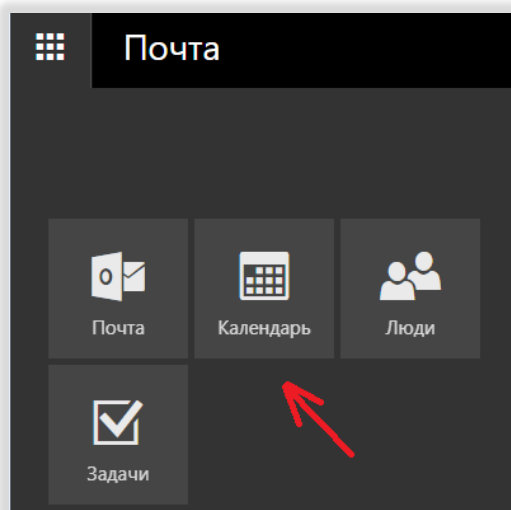 Почта
Почта
Календарь
Люди
Задачи